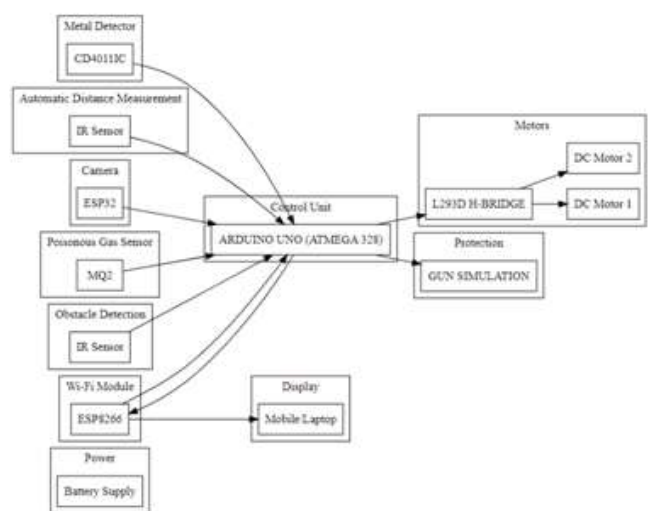 Metal Detector
CD4011IC
Automatic Distance Measurement
IR Sensor
Camera
ESP32
Possonous Gas Sensor
MQ2
Obstacle Detection
IR Sensor
Wi-Fi Module
ESP8266
Power
Battery Supply
Control Unit
ARDUINO UNO (ATMEGA 328)
Display
Mobile Laptop
Motors
DC Motor 2
L293D H-BRIDGE
DC Motor 1
Protection
GUN SIMULATION